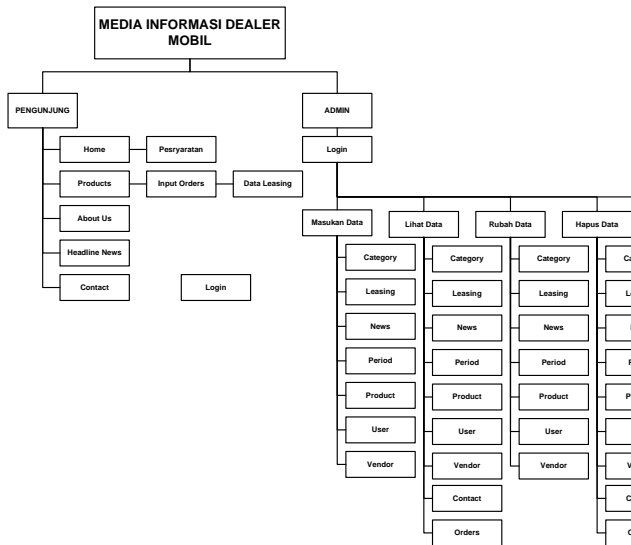 MEDIA INFORMASI DEALER
MOBIL
PENGUNJUNG
ADMIN
Home
Pesryaratan
Login
Products
Input Orders
Data Leasing
About Us
Headline News
Contact
Login
Masukan Data
Lihat Data
Rubah Data
Hapus Data
Category
Category
Category
Leasing
Leasing
Leasing
News
News
News
Period
Period
Period
Product
Product
Product
User
User
User
Vendor
Vendor
Vendor
Contact
Orders